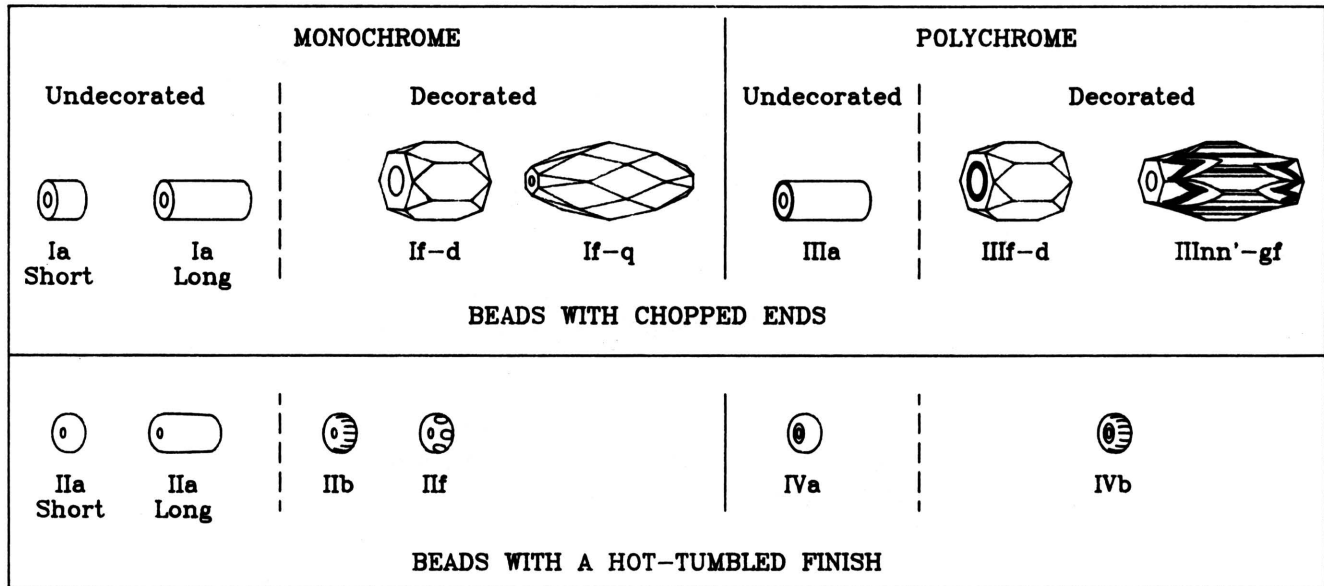 MONOCHROME
POLYCHROME
Undecorated
Decorated
Undecorated
Decorated
Ia
Short
Ia
Long
If-d
If-q
IIIa
IIIf-d
IIInn'-gf
BEADS WITH CHOPPED ENDS
IIa
Short
IIa
Long
IIb
IIf
IVa
IVb
BEADS WITH A HOT-TUMBLED FINISH